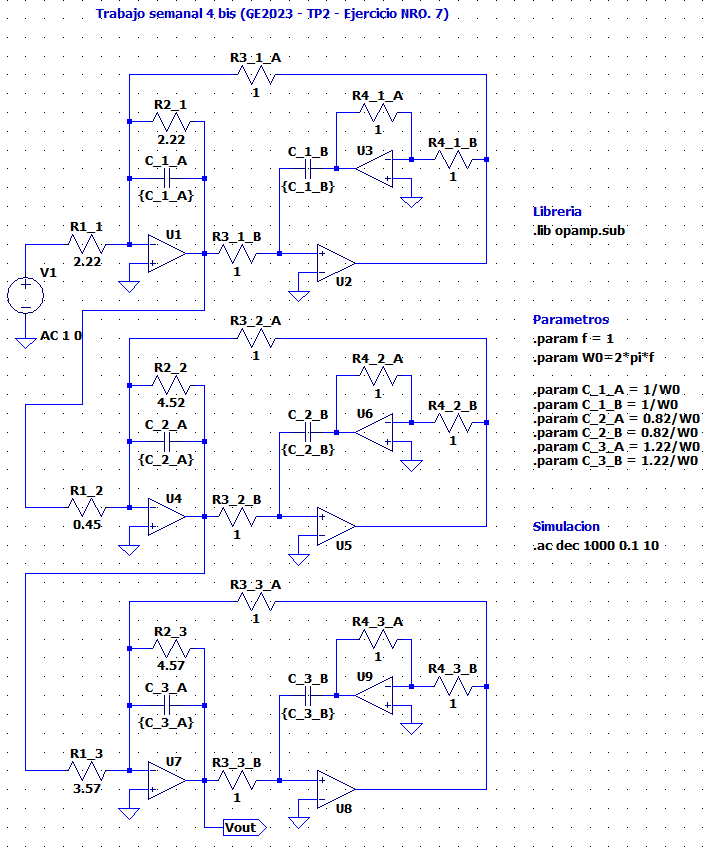 Trabajo semanal 4 bis (GE2023 - TP2 - Ejercicio NRO. 7)
R3_1_A
1
R2_1
2.22
C_1_A
{C_1_A}
R4_1_A
1
R4_1_B
1
C_1_B
{C_1_B}
U3
R1_1
2.22
U1
R3_1_B
1
U2
V1
AC 1 0
Libreria
.lib opamp.sub
R3_2_A
1
R2_2
4.52
C_2_A
{C_2_A}
R4_2_A
1
R4_2_B
1
C_2_B
{C_2_B}
U6
R1_2
0.45
U4
R3_2_B
1
U5
Parametros
.param f = 1
.param W0=2*pi*f
.param C_1_A = 1/W0
.param C_1_B = 1/W0
.param C_2_A = 0.82/W0
.param C_2_B = 0.82/W0
.param C_3_A = 1.22/W0
.param C_3_B = 1.22/W0
Simulacion
.ac dec 1000 0.1 10
R3_3_A
1
R2_3
4.57
C_3_A
{C_3_A}
R4_3_A
1
R4_3_B
1
C_3_B
{C_3_B}
U9
R1_3
3.57
U7
R3_3_B
1
U8
Vout